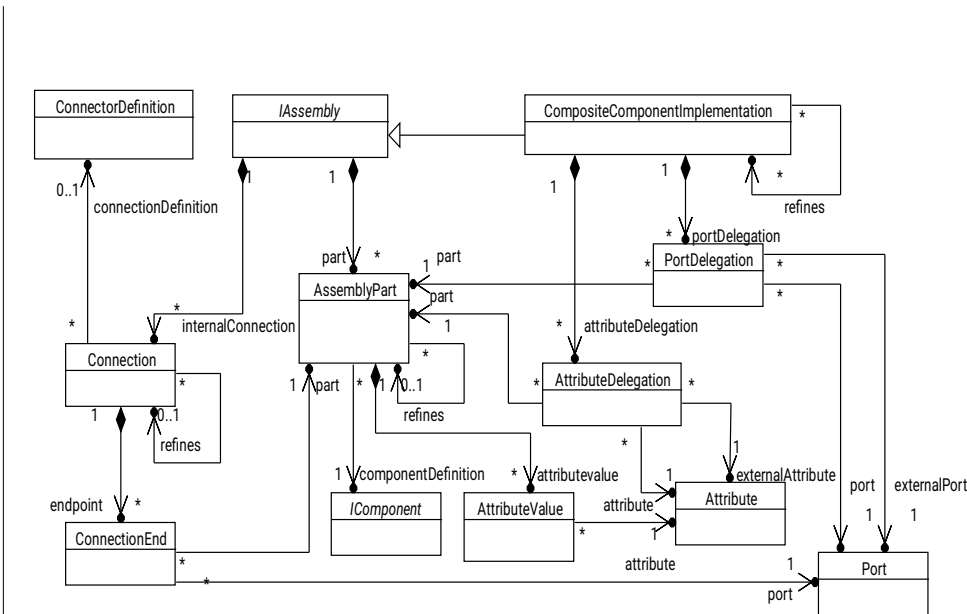 ConnectorDefinition
IAssembly
CompositeComponentImplementation
*
0..1
1
1
1
1
*
connectionDefinition
refines
part
*
*
portDelegation
1
part
*
PortDelegation
*
AssemblyPart
part
*
*
internalConnection
1
*
attributeDelegation
*
Connection
*
*
AttributeDelegation
*
*
1
part
*
1
0..1
1
0..1
refines
refines
*
1
endpoint
*
1
componentDefinition
*
attributevalue
1
externalAttribute
port
externalPort
IComponent
AttributeValue
attribute
Attribute
1
1
ConnectionEnd
*
1
*
attribute
1
Port
*
port